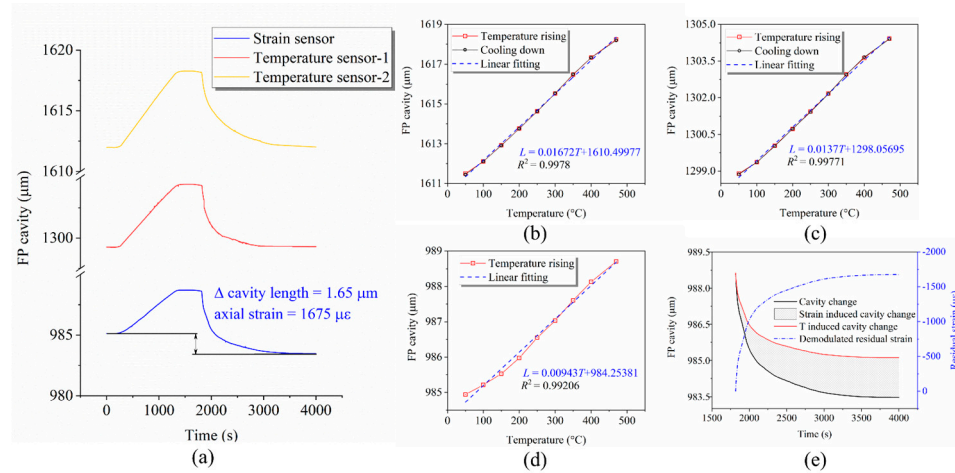 (a)
1620
1615
1610
1300
985
980
FP cavity (μm)
Strain sensor
Temperature sensor-1
Temperature sensor-2
Δ cavity length = 1.65 μm
axial strain = 1675 με
0 1000 2000 3000 4000
Time (s)
(a)
1619
1617
1615
1613
1611
FP cavity (μm)
Temperature rising
Cooling down
Linear fitting
L = 0.01672T+1610.49977
R² = 0.9978
0 100 200 300 400 500
Temperature (°C)
(b)
1305.0
1303.5
1302.0
1300.5
1299.0
FP cavity (μm)
Temperature rising
Cooling down
Linear fitting
L = 0.0137T+1298.05695
R² = 0.99771
0 100 200 300 400 500
Temperature (°C)
(c)
989
988
987
986
985
FP cavity (μm)
Temperature rising
Linear fitting
L = 0.00943T+984.25381
R² = 0.99206
0 100 200 300 400 500
Temperature (°C)
(d)
989.5
988.0
986.5
985.0
983.5
FP cavity (μm)
Cavity change
Strain induced cavity change
T induced cavity change
Demodulated residual strain
-2000
-1500
-1000
-500
0
Residual strain (με)
1500 2000 2500 3000 3500 4000
Time (s)
(e)